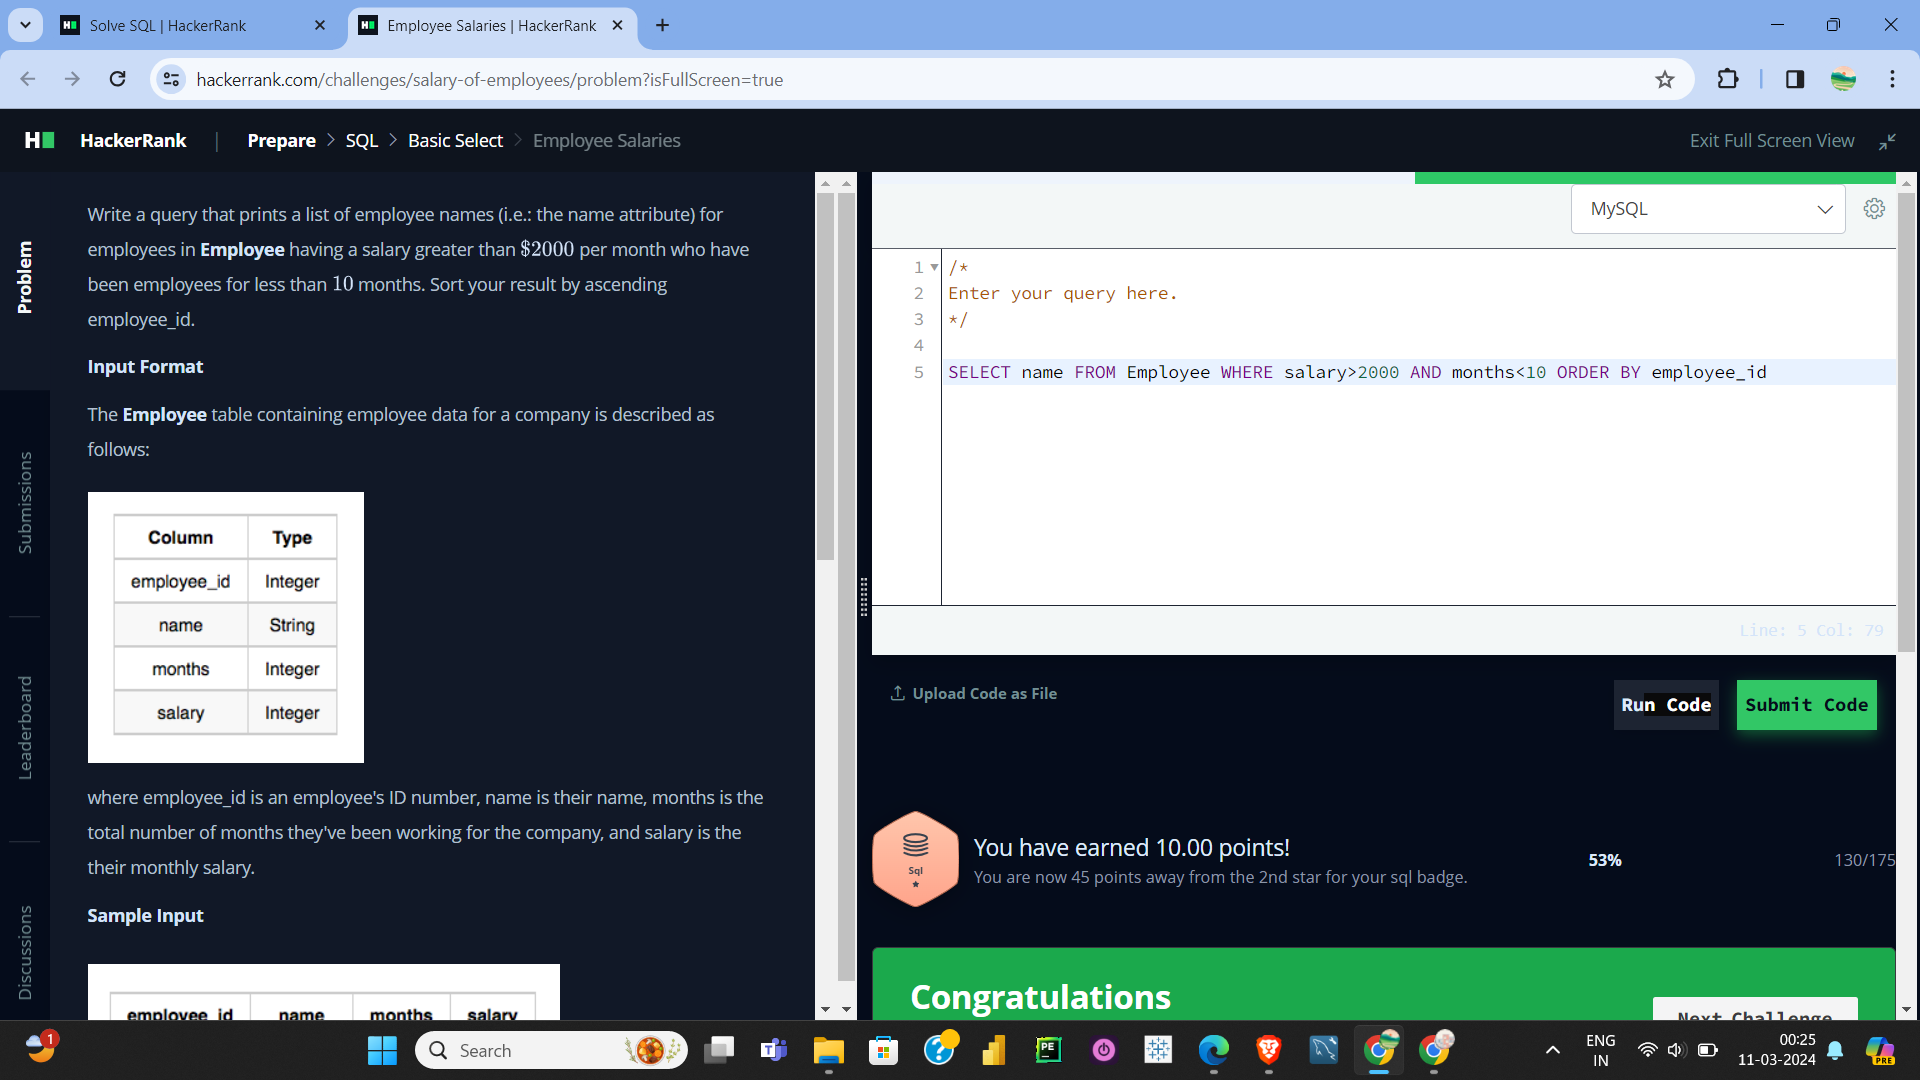 Solve SQL | HackerRank
Employee Salaries | HackerRank
hackerrank.com/challenges/salary-of-employees/problem?isFullScreen=true
HackerRank
Prepare > SQL > Basic Select > Employee Salaries
Exit Full Screen View
Problem
Submissions
Leaderboard
Discussions
Write a query that prints a list of employee names (i.e.: the name attribute) for
employees in Employee having a salary greater than $2000 per month who have
been employees for less than 10 months. Sort your result by ascending
employee_id.
Input Format
The Employee table containing employee data for a company is described as
follows:
Column Type
employee_id Integer
name String
months Integer
salary Integer
where employee_id is an employee's ID number, name is their name, months is the
total number of months they've been working for the company, and salary is the
their monthly salary.
Sample Input
employee_id name months salary
MySQL
1 /*
2 Enter your query here.
3 */
4
5 SELECT name FROM Employee WHERE salary>2000 AND months<10 ORDER BY employee_id
Line: 5 Col: 79
Upload Code as File
Run Code
Submit Code
Sql
You have earned 10.00 points!
You are now 45 points away from the 2nd star for your sql badge.
53%
130/175
Congratulations
Next Challenge
1
Search
PE
ENG
IN
00:25
11-03-2024
PRE